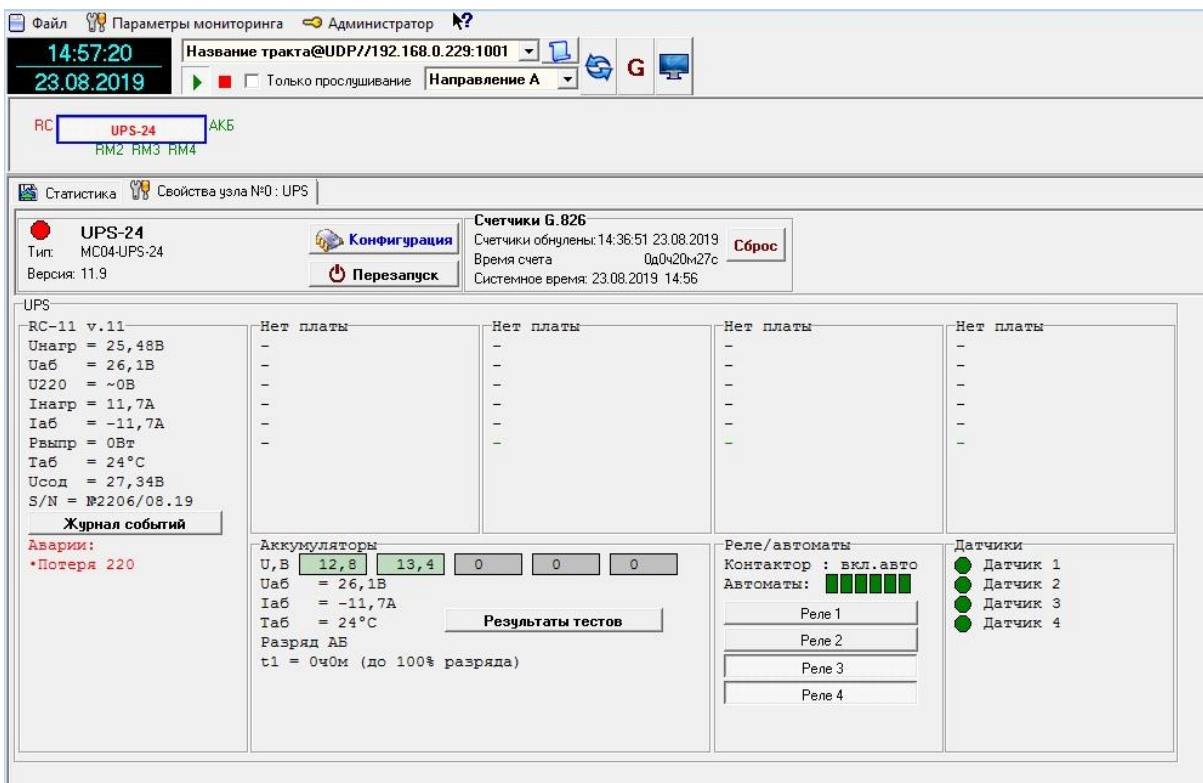 Файл Параметры мониторинга Администратор
14:57:20
23.08.2019
Название тракта@UDP//192.168.0.229:1001
Только прослушивание Направление А
G
RC UPS-24 АКБ
RM2 RM3 RM4
Статистика Свойства узла №0 : UPS
UPS-24
Тип: MC04-UPS-24
Версия: 11.9
Конфигурация
Перезапуск
Счетчики G.826
Счетчики обнулены: 14:36:51 23.08.2019
Время счета 0д0ч20м27с
Системное время: 23.08.2019 14:56
Сброс
UPS
RC-11 v.11
Uнагр = 25,48В
Uаб = 26,1В
U220 = ~0В
Iнагр = 11,7А
Iаб = -11,7А
Pвыпр = 0Вт
Tаб = 24°C
Uсод = 27,34В
S/N = №2206/08.19
Журнал событий
Аварии:
•Потеря 220
Нет платы
-
-
-
-
-
-
Нет платы
-
-
-
-
-
-
Нет платы
-
-
-
-
-
-
Нет платы
-
-
-
-
-
-
Аккумуляторы
U,В 12,8 13,4 0 0 0
Uаб = 26,1В
Iаб = -11,7А
Tаб = 24°C
Результаты тестов
Разряд АБ
t1 = 0ч0м (до 100% разряда)
Реле/автоматы
Контактор : вкл.авто
Автоматы:
Реле 1
Реле 2
Реле 3
Реле 4
Датчики
Датчик 1
Датчик 2
Датчик 3
Датчик 4